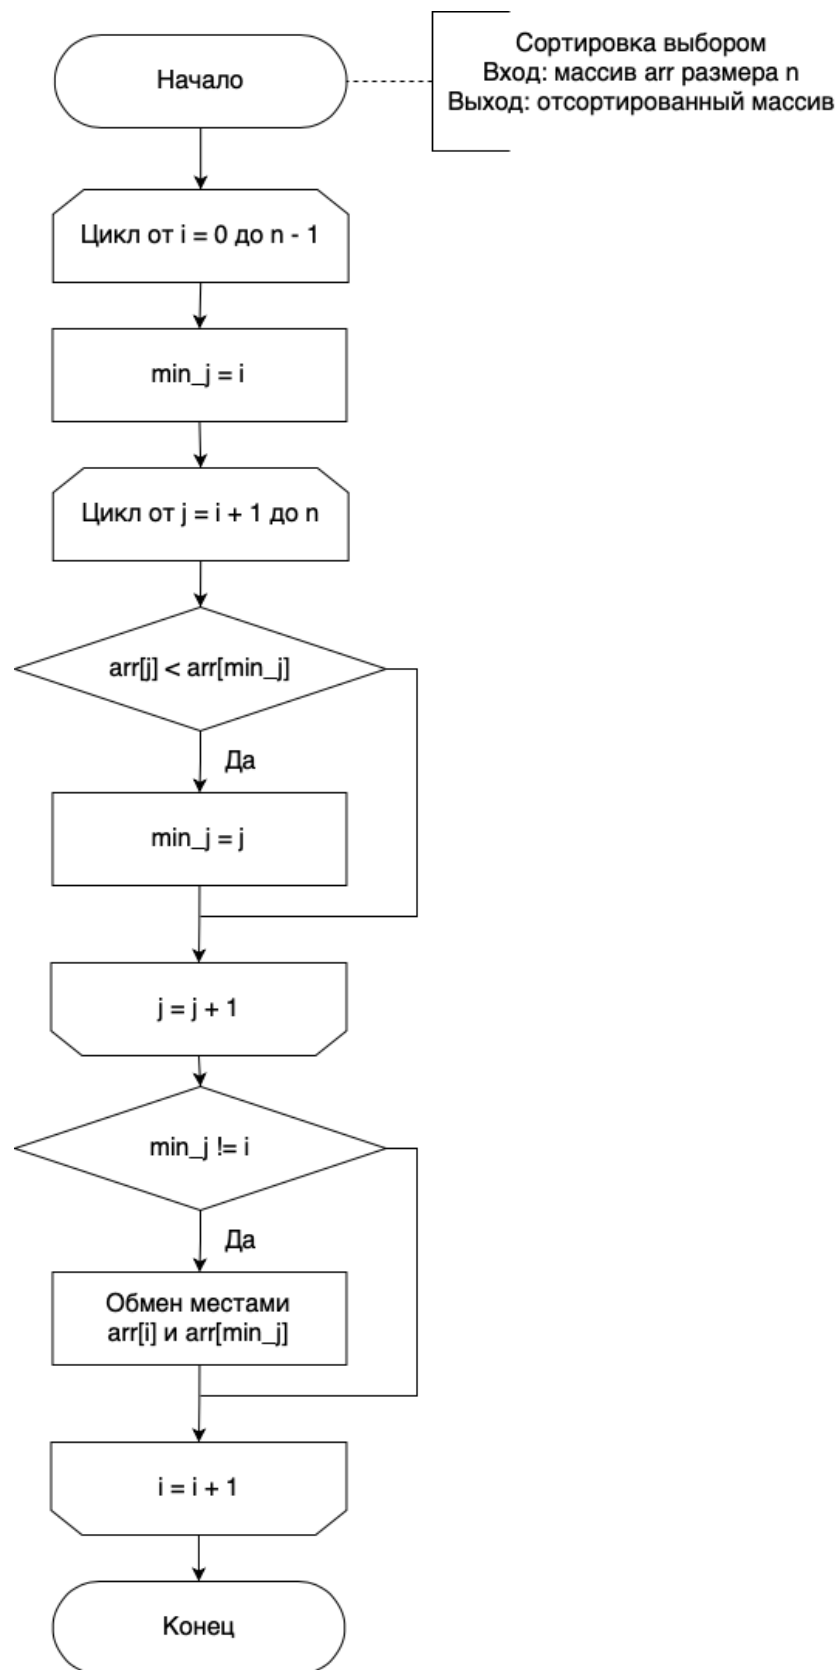 Начало
Сортировка выбором
Вход: массив arr размера n
Выход: отсортированный массив
Цикл от i = 0 до n - 1
min_j = i
Цикл от j = i + 1 до n
arr[j] < arr[min_j]
Да
min_j = j
j = j + 1
min_j != i
Да
Обмен местами
arr[i] и arr[min_j]
i = i + 1
Конец